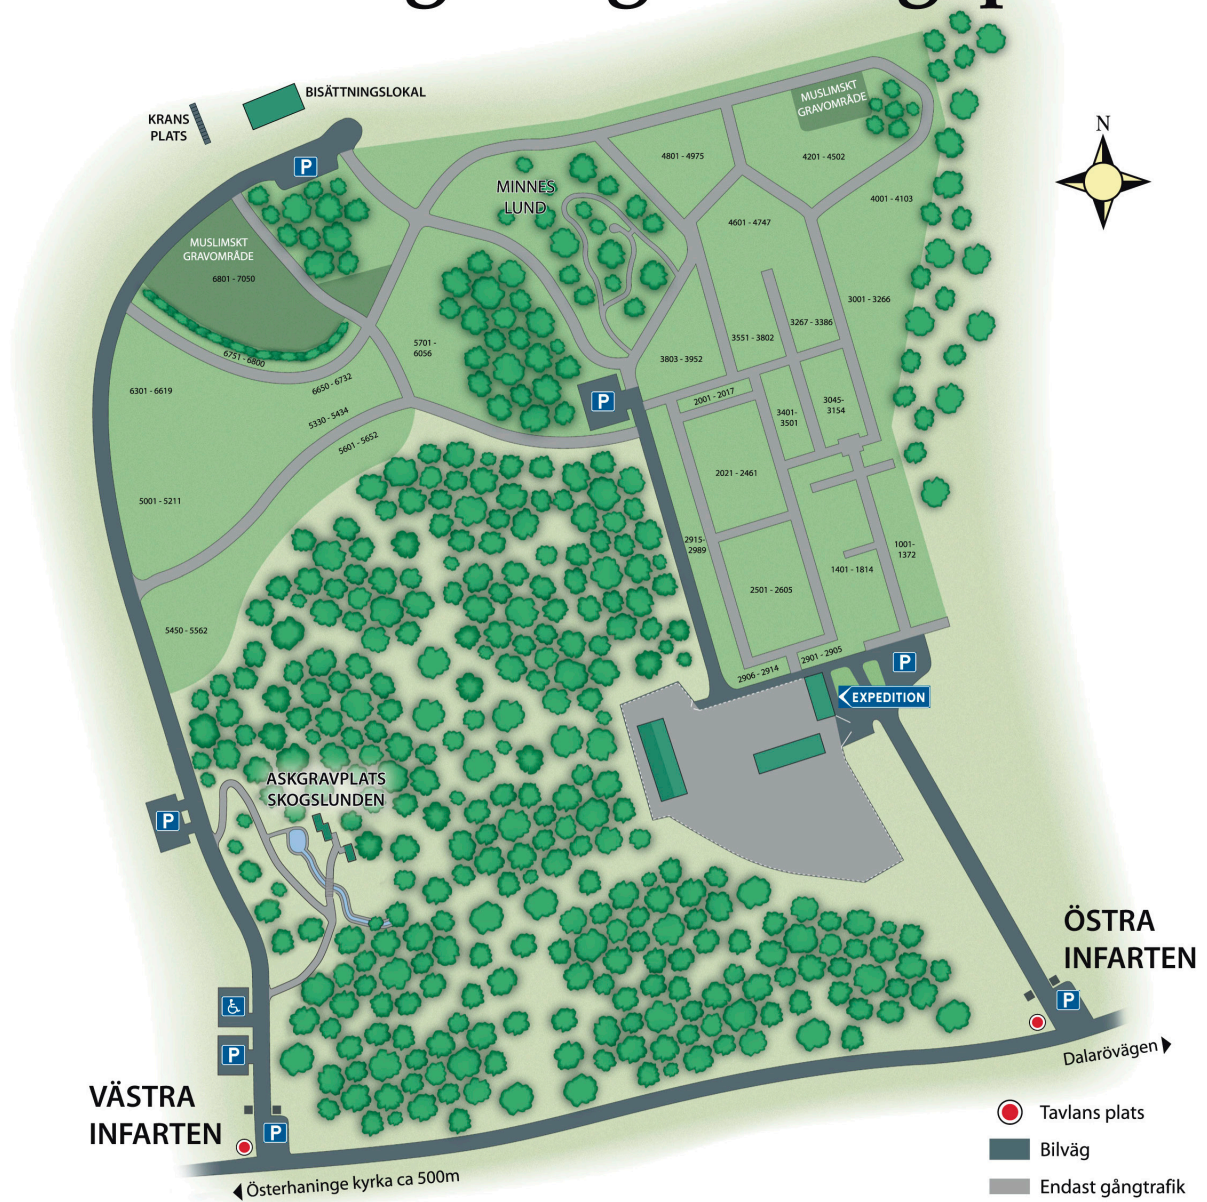 BISÄTTNINGSLOKAL
KRANS
PLATS
P
MUSLIMSKT
GRAVOMRÅDE
N
4801 - 4975
4201 - 4502
MINNES
LUND
4001 - 4103
4601 - 4747
MUSLIMSKT
GRAVOMRÅDE
6801 - 7050
3001 - 3266
3267 - 3386
3551 - 3802
5701 -
6056
3803 - 3952
6751 - 6800
6301 - 6619
6650 - 6732
P
2001 - 2017
3401-
3501
3045-
3154
5330 - 5434
5601 - 5652
2021 - 2461
5001 - 5211
2915-
2989
1001-
1372
1401 - 1814
2501 - 2605
5450 - 5562
2901 - 2905
2906 - 2914
P
EXPEDITION
ASKGRAVPLATS
SKOGSLUNDEN
P
ÖSTRA
INFARTEN
P
P
Dalarövägen
VÄSTRA
INFARTEN
P
Österhaninge kyrka ca 500m
Tavlans plats
Bilväg
Endast gångtrafik